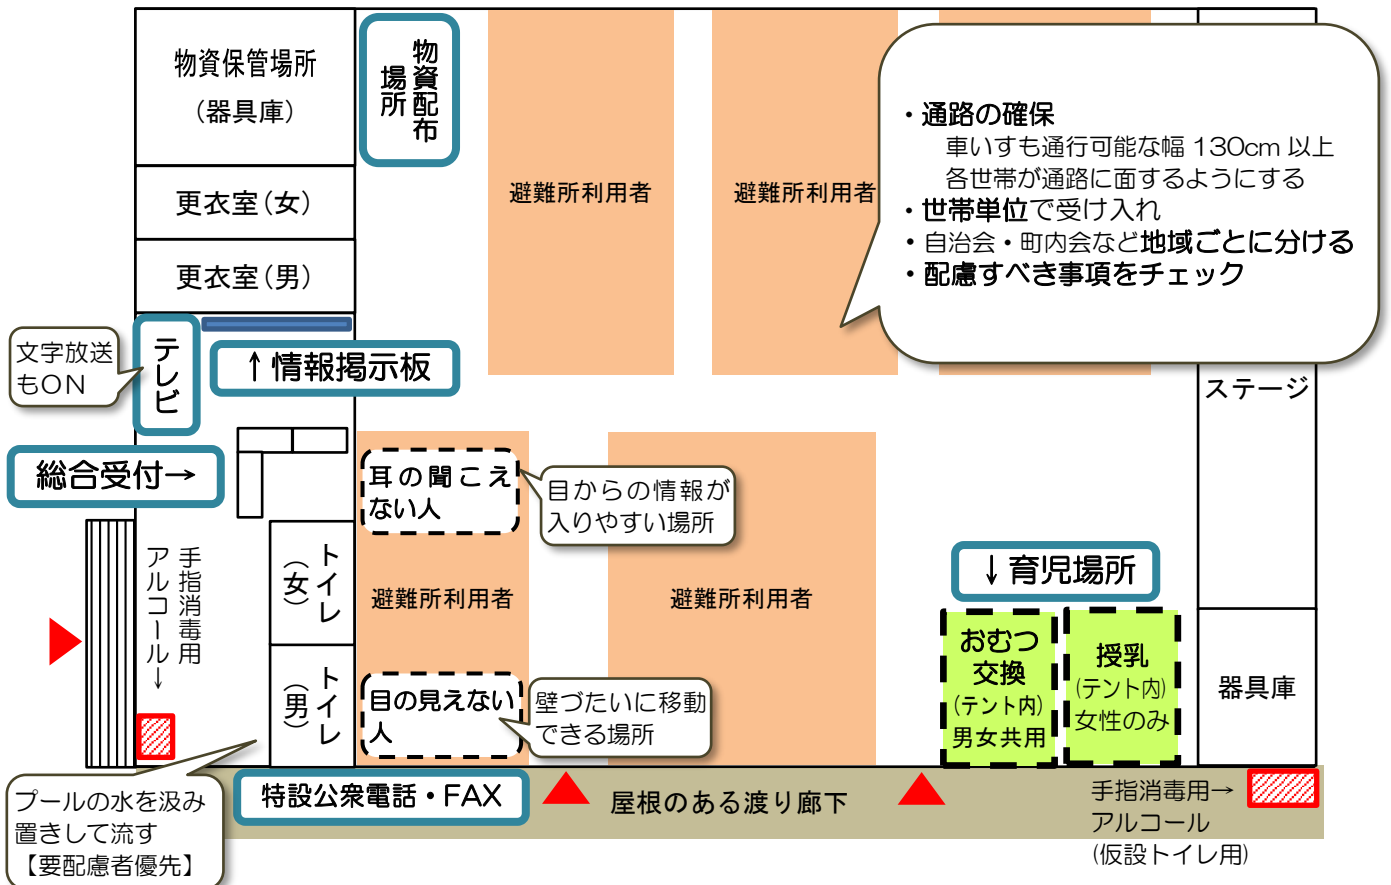 物資保管場所
(器具庫)
物資配布
場所
避難所利用者
避難所利用者
・通路の確保
車いすも通行可能な幅 130cm 以上
各世帯が通路に面するようにする
・世帯単位で受け入れ
・自治会・町内会など地域ごとに分ける
・配慮すべき事項をチェック
更衣室(女)
更衣室(男)
文字放送
もON
テレビ
↑情報掲示板
ステージ
総合受付→
耳の聞こえ
ない人
目からの情報が
入りやすい場所
手指消毒用
アルコール→
トイレ
(女)
避難所利用者
避難所利用者
↓育児場所
トイレ
(男)
目の見えない
人
壁づたいに移動
できる場所
おむつ
交換
(テント内)
男女共用
授乳
(テント内)
女性のみ
器具庫
プールの水を汲み
置きして流す
【要配慮者優先】
特設公衆電話・FAX
屋根のある渡り廊下
手指消毒用→
アルコール
(仮設トイレ用)